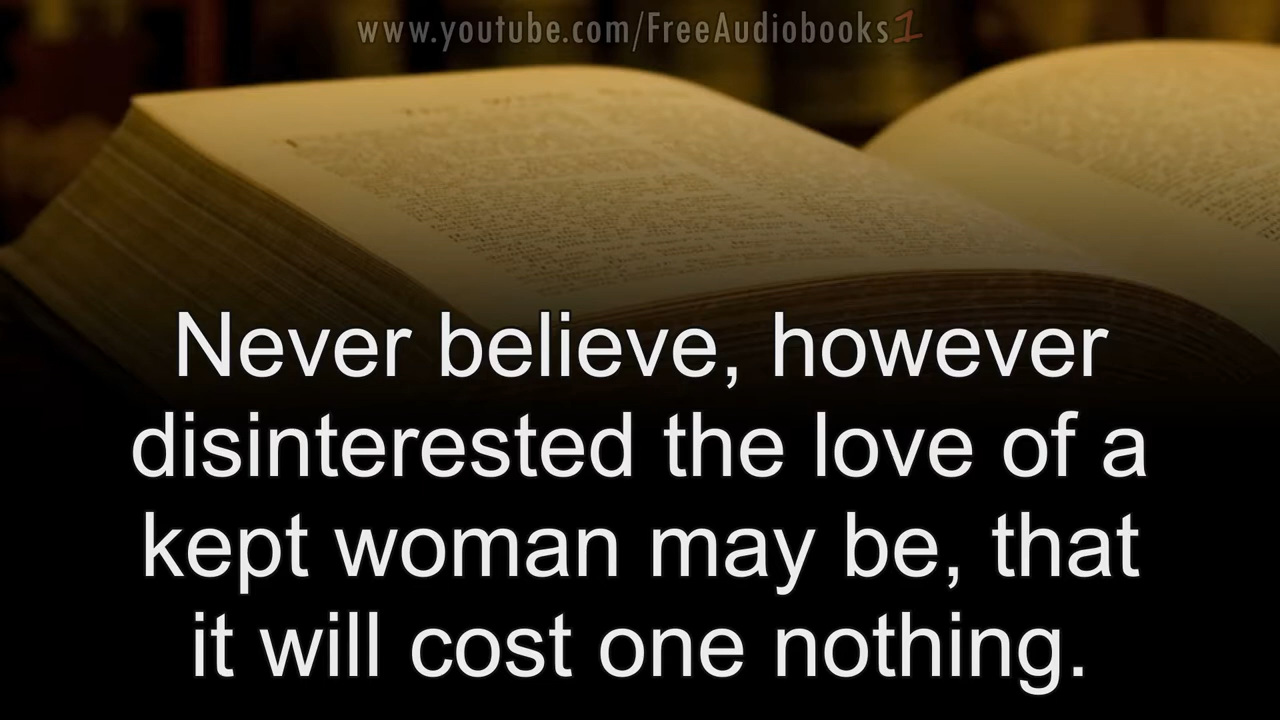 www.youtube.com/FreeAudiobooks1
Never believe, however
disinterested the love of a
kept woman may be, that
it will cost one nothing.